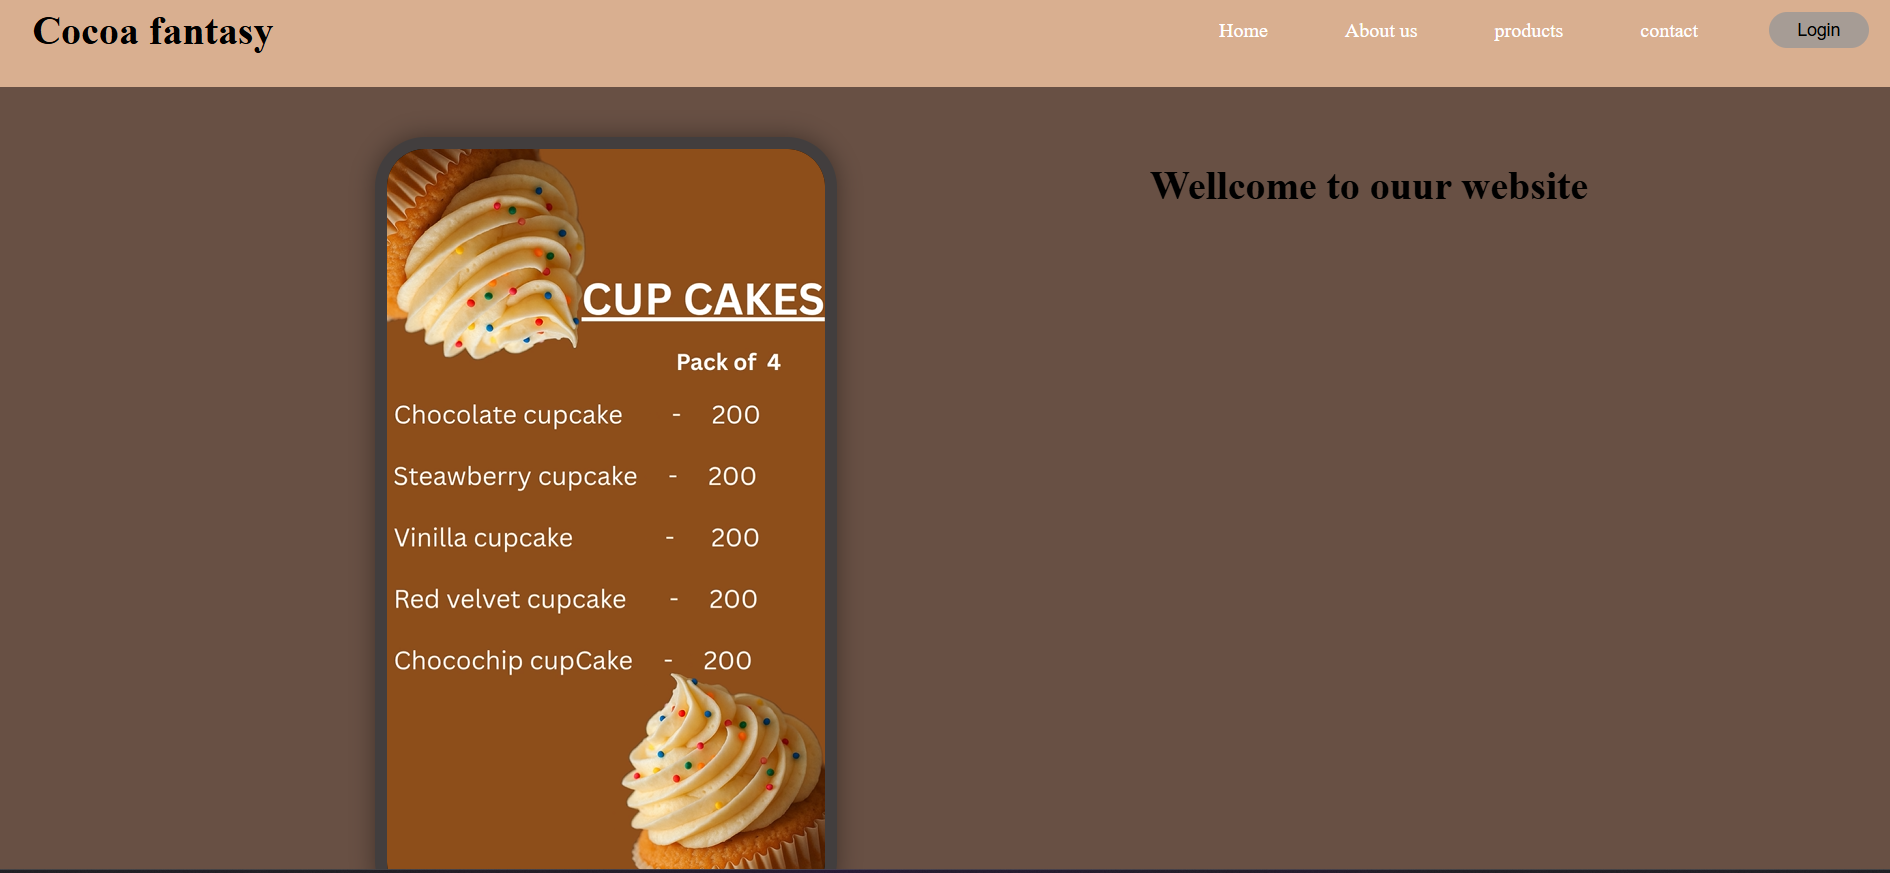 Cocoa fantasy
Home About us products contact Login
Wellcome to ouur website
CUP CAKES
Pack of 4
Chocolate cupcake - 200
Steawberry cupcake - 200
Vinilla cupcake - 200
Red velvet cupcake - 200
Chocochip cupCake - 200